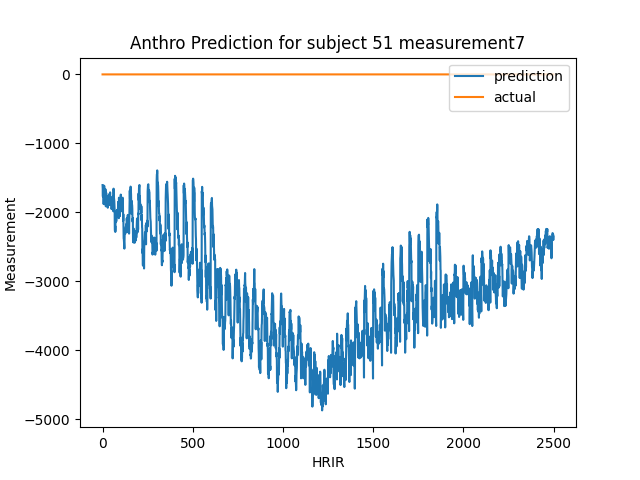 Anthro Prediction for subject 51 measurement7
prediction
actual
0
−1000
−2000
−3000
−4000
−5000
Measurement
0
500
1000
1500
2000
2500
HRIR